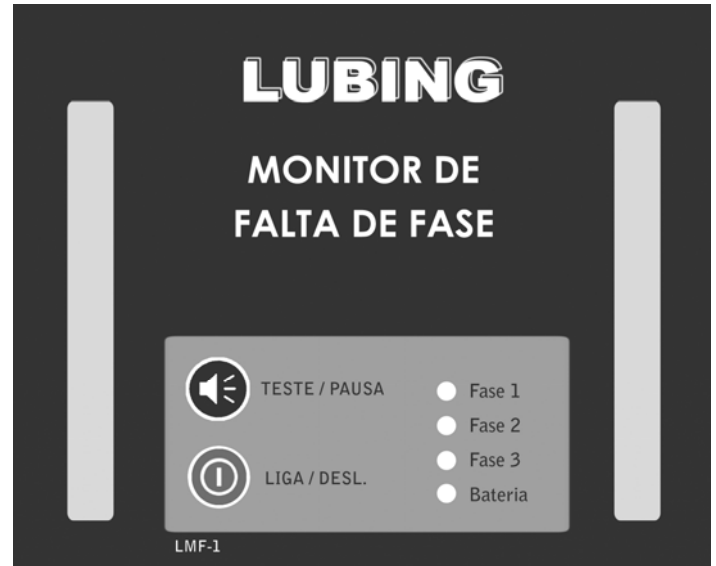 LUBING
MONITOR DE
FALTA DE FASE
TESTE / PAUSA
LIGA / DESL.
Fase 1
Fase 2
Fase 3
Bateria
LMF-1